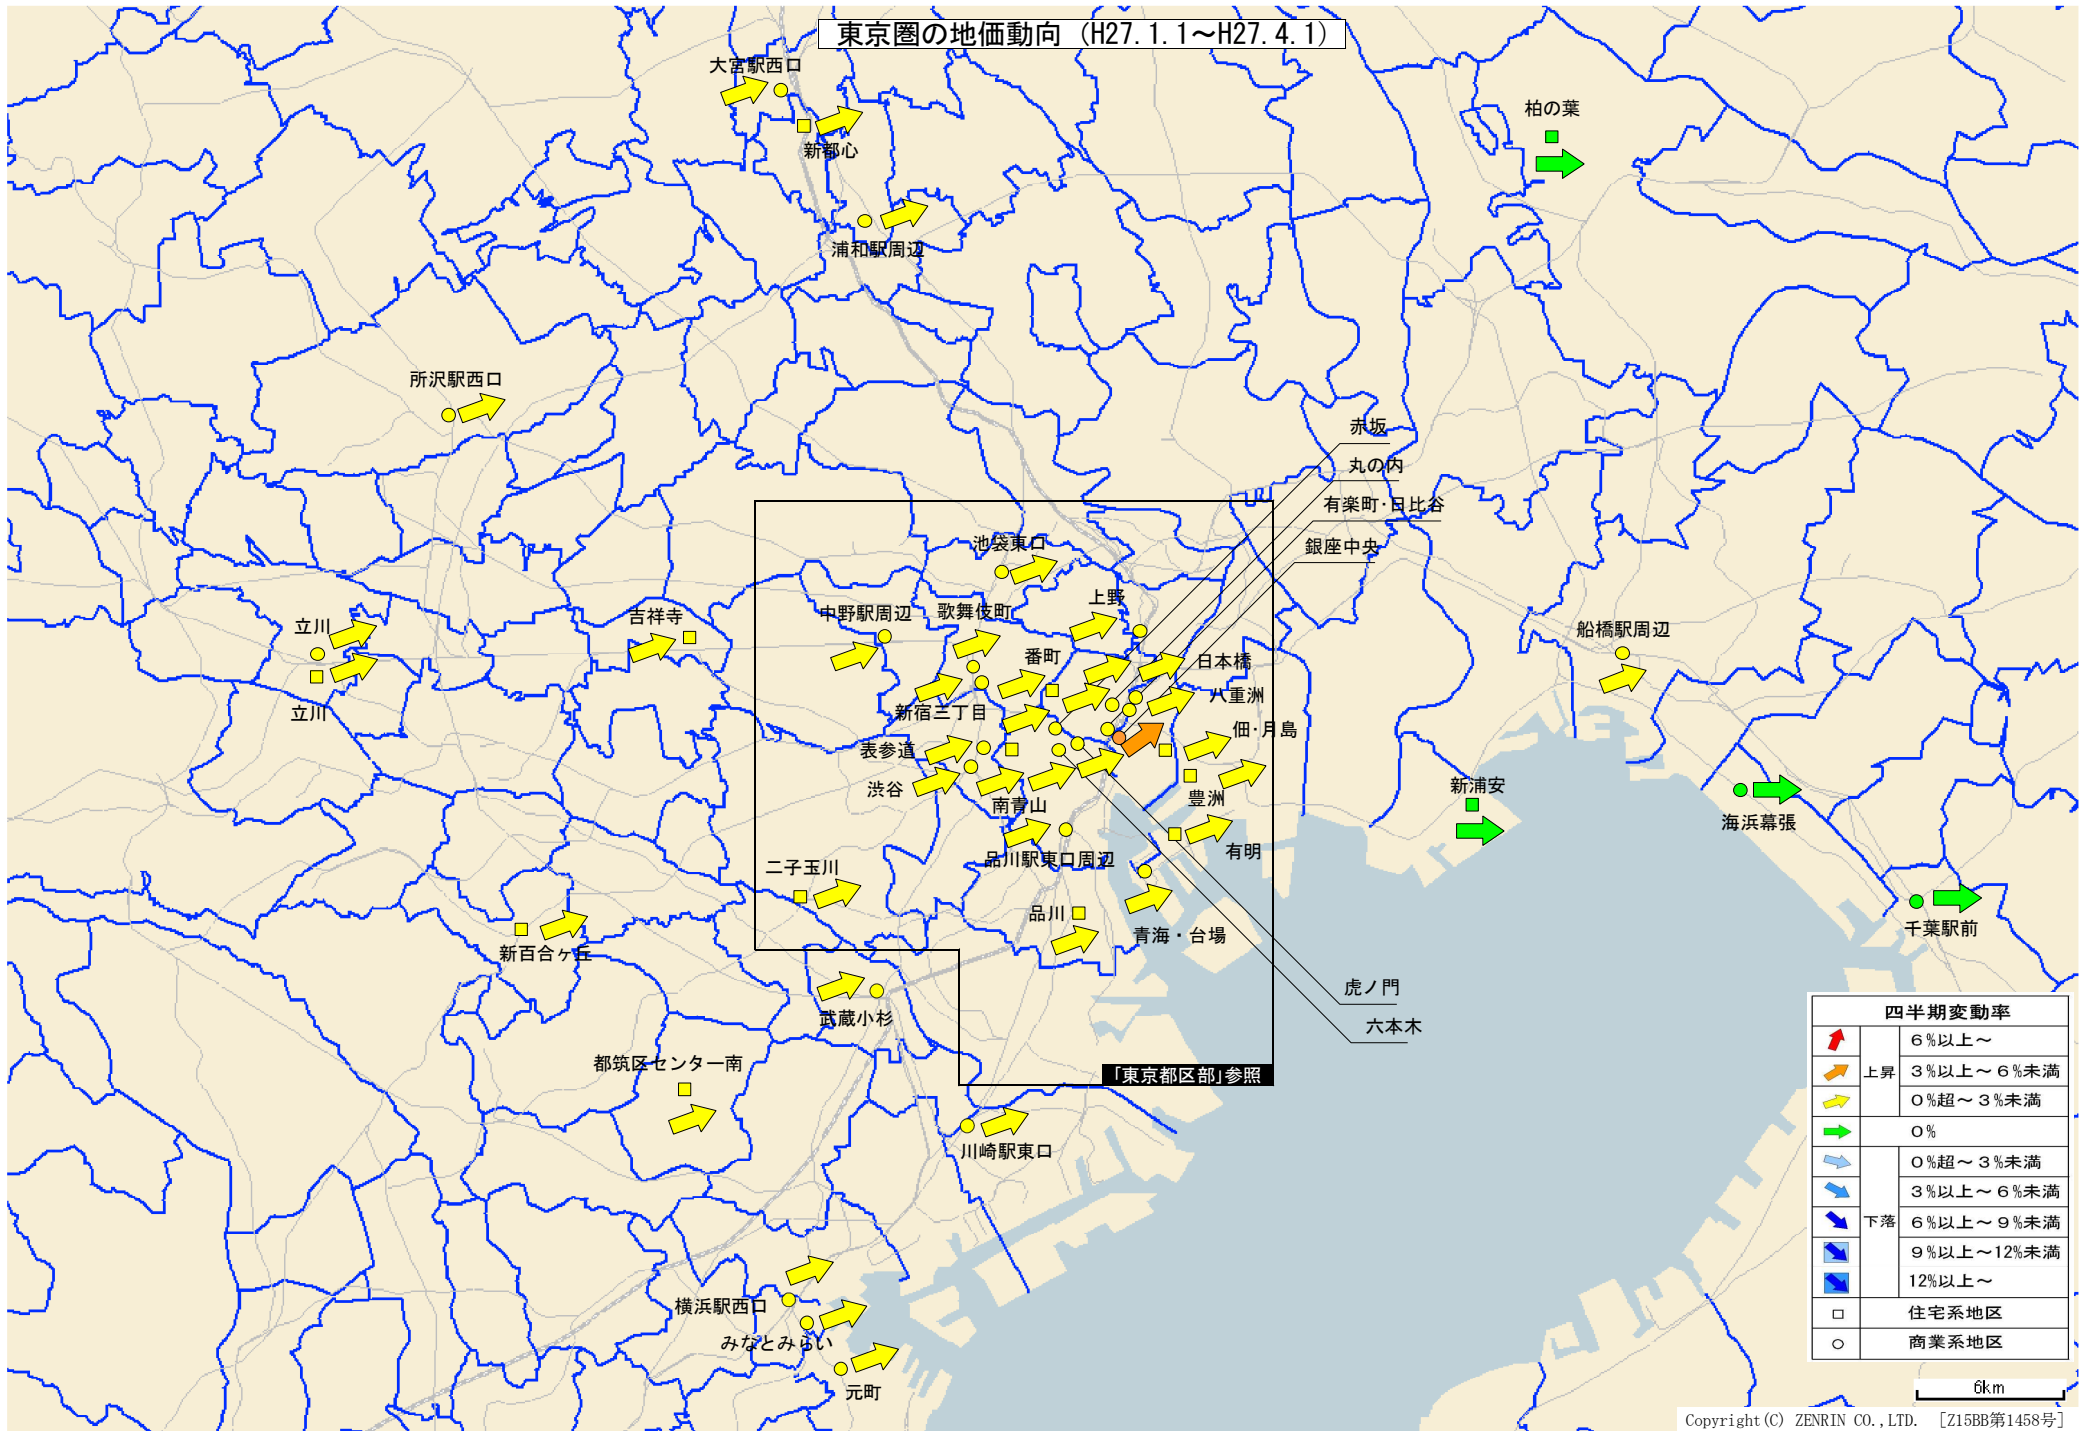 東京圏の地価動向 (H27.1.1～H27.4.1)
大宮駅西口
新都心
柏の葉
浦和駅周辺
所沢駅西口
赤坂
丸の内
有楽町・日比谷
銀座中央
池袋東口
上野
中野駅周辺
歌舞伎町
吉祥寺
立川
立川
船橋駅周辺
番町
日本橋
八重洲
新宿三丁目
佃・月島
表参道
渋谷
南青山
豊洲
新浦安
海浜幕張
品川駅東口周辺
有明
二子玉川
品川
青海・台場
千葉駅前
新百合ヶ丘
虎ノ門
武蔵小杉
六本木
都筑区センター南
「東京都区部」参照
川崎駅東口
横浜駅西口
みなとみらい
元町
四半期変動率
上昇
6%以上～
3%以上～6%未満
0%超～3%未満
0%
下落
0%超～3%未満
3%以上～6%未満
6%以上～9%未満
9%以上～12%未満
12%以上～
住宅系地区
商業系地区
6km
Copyright(C) ZENRIN CO.,LTD. [Z15BB第1458号]